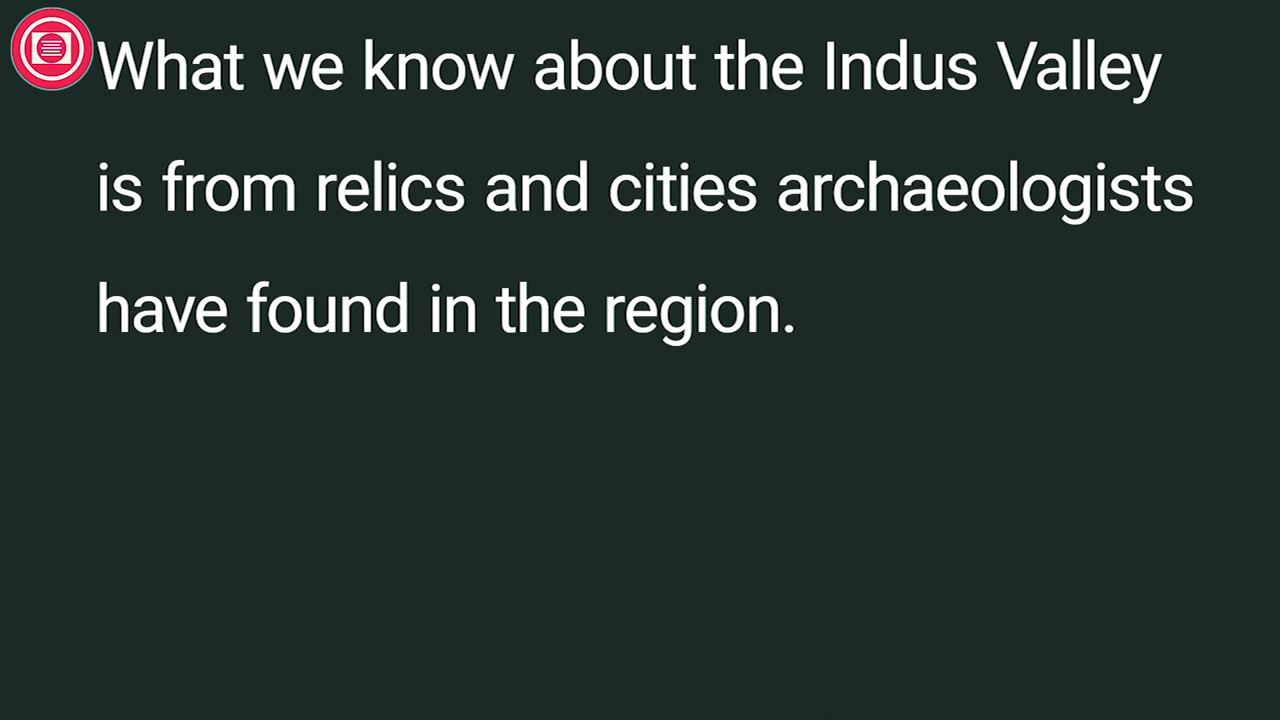 What we know about the Indus Valley
is from relics and cities archaeologists
have found in the region.